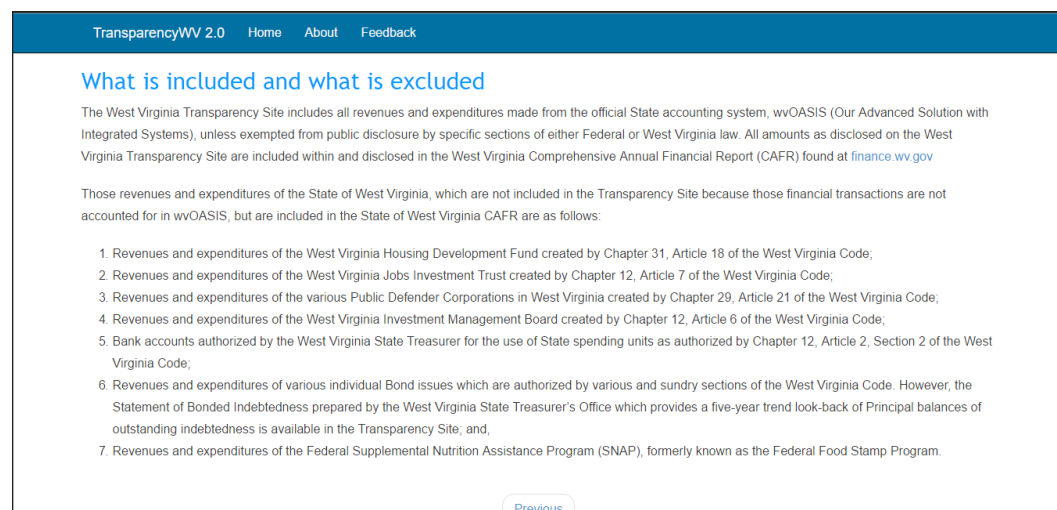 TransparencyWV 2.0 Home About Feedback
What is included and what is excluded
The West Virginia Transparency Site includes all revenues and expenditures made from the official State accounting system, wvOASIS (Our Advanced Solution with
Integrated Systems), unless exempted from public disclosure by specific sections of either Federal or West Virginia law. All amounts as disclosed on the West
Virginia Transparency Site are included within and disclosed in the West Virginia Comprehensive Annual Financial Report (CAFR) found at finance.wv.gov
Those revenues and expenditures of the State of West Virginia, which are not included in the Transparency Site because those financial transactions are not
accounted for in wvOASIS, but are included in the State of West Virginia CAFR are as follows:
1. Revenues and expenditures of the West Virginia Housing Development Fund created by Chapter 31, Article 18 of the West Virginia Code;
2. Revenues and expenditures of the West Virginia Jobs Investment Trust created by Chapter 12, Article 7 of the West Virginia Code;
3. Revenues and expenditures of the various Public Defender Corporations in West Virginia created by Chapter 29, Article 21 of the West Virginia Code;
4. Revenues and expenditures of the West Virginia Investment Management Board created by Chapter 12, Article 6 of the West Virginia Code;
5. Bank accounts authorized by the West Virginia State Treasurer for the use of State spending units as authorized by Chapter 12, Article 2, Section 2 of the West
Virginia Code;
6. Revenues and expenditures of various individual Bond issues which are authorized by various and sundry sections of the West Virginia Code. However, the
Statement of Bonded Indebtedness prepared by the West Virginia State Treasurer's Office which provides a five-year trend look-back of Principal balances of
outstanding indebtedness is available in the Transparency Site; and,
7. Revenues and expenditures of the Federal Supplemental Nutrition Assistance Program (SNAP), formerly known as the Federal Food Stamp Program.
Previous